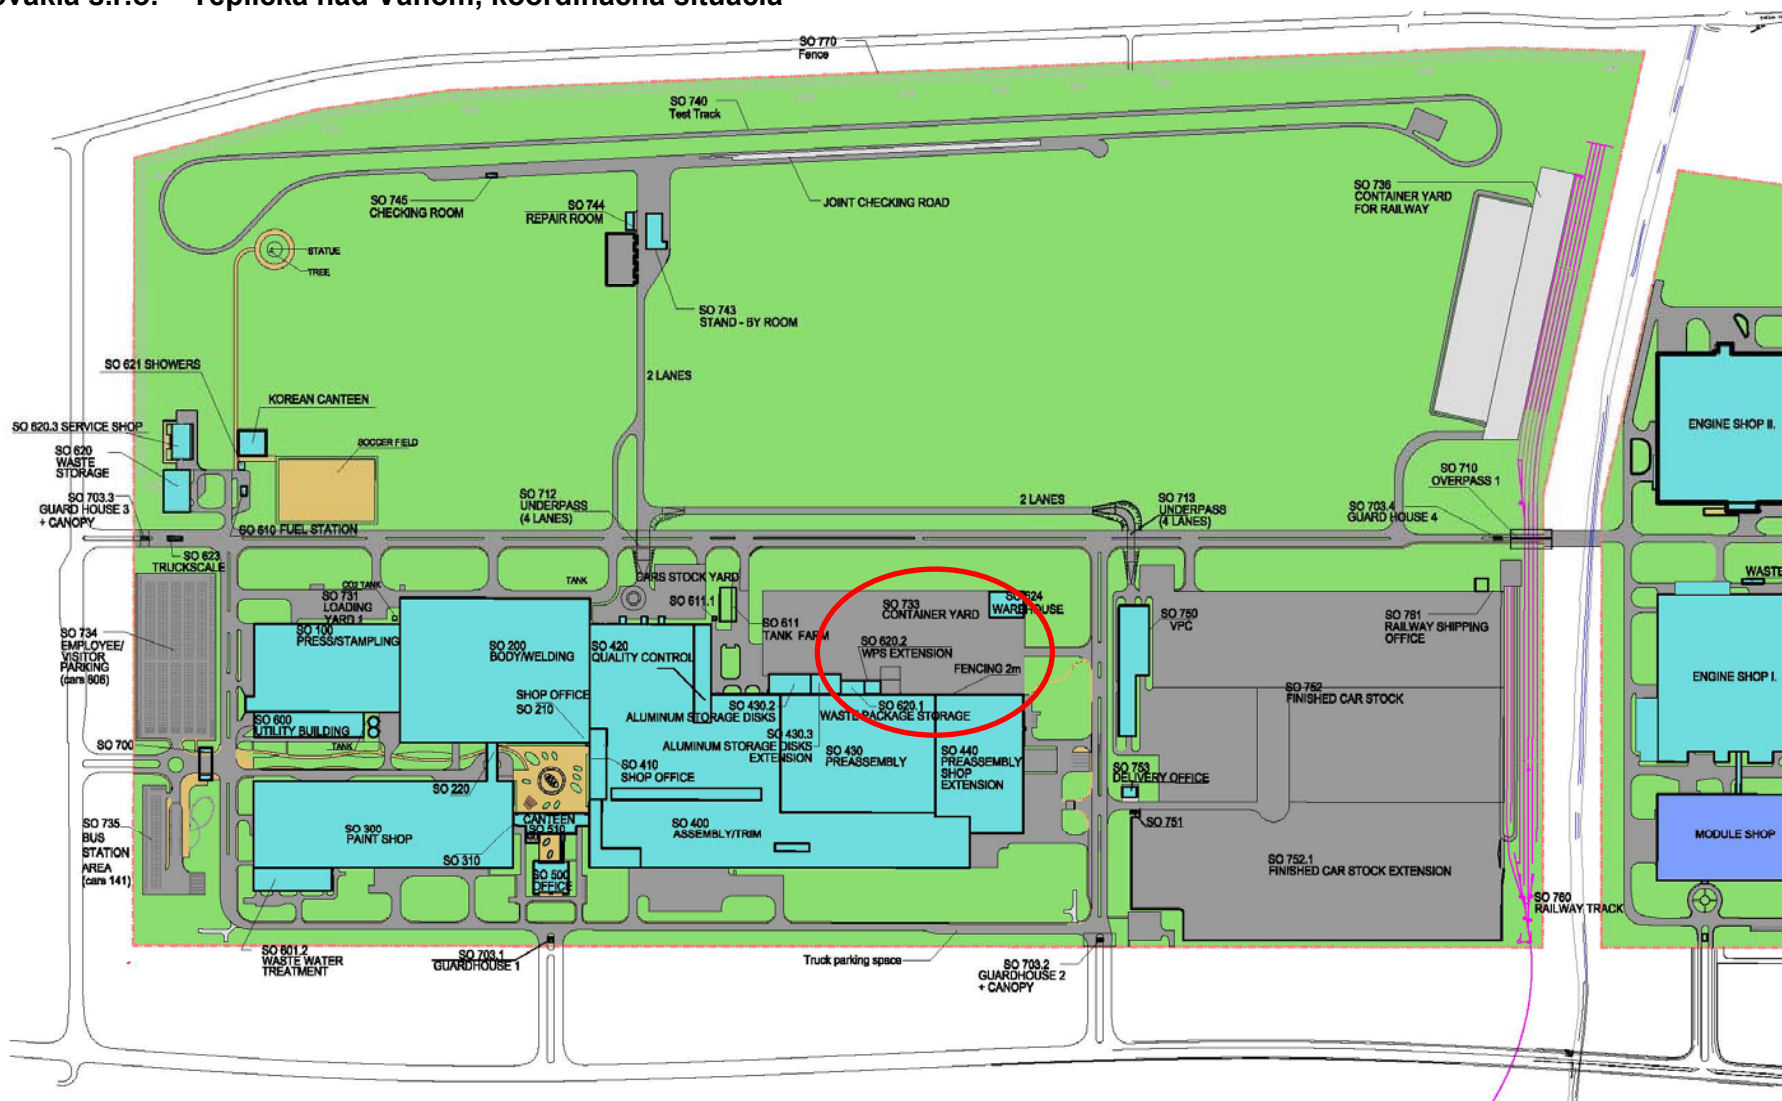 Teplička nad Váhom, koordinačná situácia
SO 770
Fence
SO 740
Test Track
SO 745
CHECKING ROOM
SO 744
REPAIR ROOM
JOINT CHECKING ROAD
SO 736
CONTAINER YARD
FOR RAILWAY
STATUE
TREE
SO 743
STAND - BY ROOM
SO 621 SHOWERS
2 LANES
KOREAN CANTEEN
SO 620.3 SERVICE SHOP
SOCCER FIELD
SO 620
WASTE
STORAGE
ENGINE SHOP II.
SO 710
OVERPASS 1
SO 703.3
GUARD HOUSE 3
+ CANOPY
SO 712
UNDERPASS
(4 LANES)
2 LANES
SO 713
UNDERPASS
(4 LANES)
SO 703.4
GUARD HOUSE 4
SO 610 FUEL STATION
SO 623
TRUCKSCALE
CO2 TANK
TANK
CARS STOCK YARD
WASTE
SO 731
LOADING
YARD 1
SO 611.1
SO 733
CONTAINER YARD
SO 624
WAREHOUSE
SO 750
VPC
SO 781
RAILWAY SHIPPING
OFFICE
SO 734
EMPLOYEE/
VISITOR
PARKING
(cars 806)
SO 100
PRESS/STAMPING
SO 200
BODY/WELDING
SO 420
QUALITY CONTROL
SO 611
TANK FARM
SO 620.2
WPS EXTENSION
FENCING 2m
ENGINE SHOP I.
SHOP OFFICE
SO 210
SO 430.2
ALUMINUM STORAGE DISKS
SO 620.1
WASTE PACKAGE STORAGE
SO 752
FINISHED CAR STOCK
SO 600
UTILITY BUILDING
TANK
SO 700
SO 430.3
ALUMINUM STORAGE DISKS
EXTENSION
SO 430
PREASSEMBLY
SO 440
PREASSEMBLY
SHOP
EXTENSION
SO 410
SHOP OFFICE
SO 753
DELIVERY OFFICE
SO 220
SO 735
BUS
STATION
AREA
(cars 141)
SO 300
PAINT SHOP
CANTEEN
SO 510
SO 310
SO 400
ASSEMBLY/TRIM
SO 751
MODULE SHOP
SO 500
OFFICE
SO 752.1
FINISHED CAR STOCK EXTENSION
SO 760
RAILWAY TRACK
SO 601.2
WASTE WATER
TREATMENT
SO 703.1
GUARDHOUSE 1
Truck parking space
SO 703.2
GUARDHOUSE 2
+ CANOPY